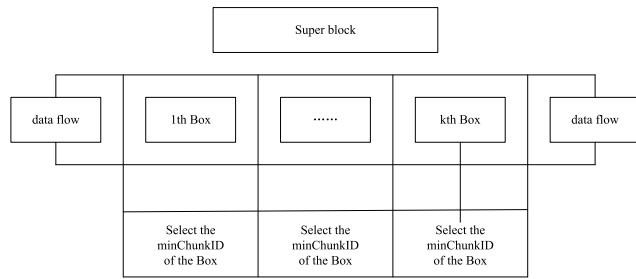 Super block
data flow
1th Box
······
kth Box
data flow
Select the
minChunkID
of the Box
Select the
minChunkID
of the Box
Select the
minChunkID
of the Box